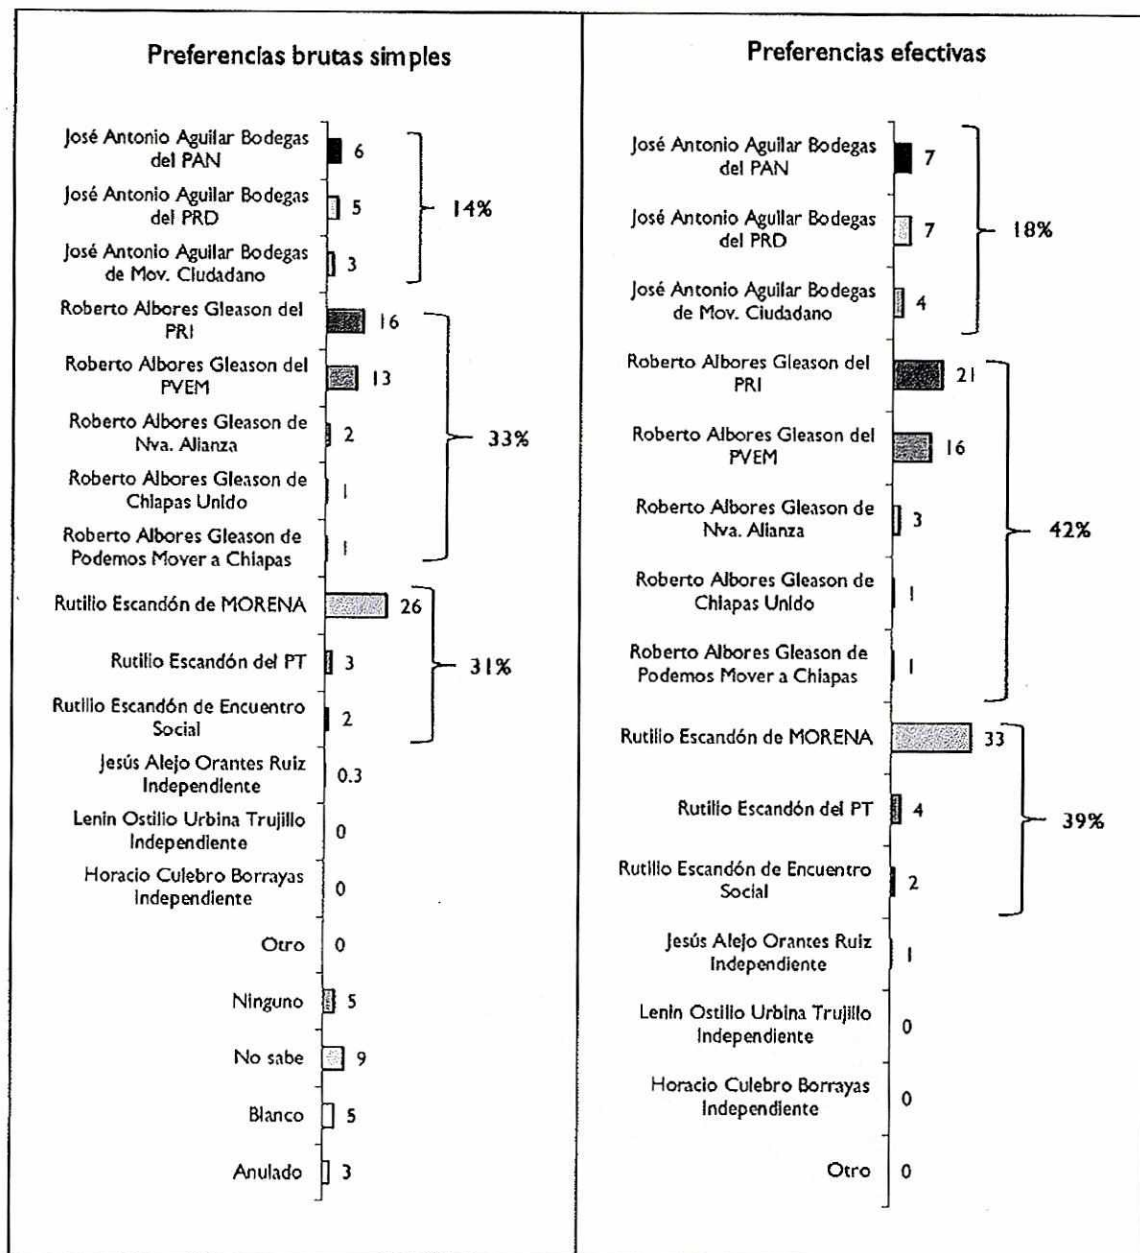 Preferencias brutas simples
José Antonio Aguilar Bodegas
del PAN
6
José Antonio Aguilar Bodegas
del PRD
5
14%
José Antonio Aguilar Bodegas
de Mov. Ciudadano
3
Roberto Albores Gleason del
PRI
16
Roberto Albores Gleason del
PVEM
13
Roberto Albores Gleason de
Nva. Alianza
2
33%
Roberto Albores Gleason de
Chiapas Unido
1
Roberto Albores Gleason de
Podemos Mover a Chiapas
1
Rutilio Escandón de MORENA
26
Rutilio Escandón del PT
3
31%
Rutilio Escandón de Encuentro
Social
2
Jesús Alejo Orantes Ruiz
Independiente
0.3
Lenin Ostilio Urbina Trujillo
Independiente
0
Horacio Culebro Borrayas
Independiente
0
Otro
0
Ninguno
5
No sabe
9
Blanco
5
Anulado
3
Preferencias efectivas
José Antonio Aguilar Bodegas
del PAN
7
José Antonio Aguilar Bodegas
del PRD
7
18%
José Antonio Aguilar Bodegas
de Mov. Ciudadano
4
Roberto Albores Gleason del
PRI
21
Roberto Albores Gleason del
PVEM
16
Roberto Albores Gleason de
Nva. Alianza
3
42%
Roberto Albores Gleason de
Chiapas Unido
1
Roberto Albores Gleason de
Podemos Mover a Chiapas
1
Rutilio Escandón de MORENA
33
Rutilio Escandón del PT
4
39%
Rutilio Escandón de Encuentro
Social
2
Jesús Alejo Orantes Ruiz
Independiente
1
Lenin Ostilio Urbina Trujillo
Independiente
0
Horacio Culebro Borrayas
Independiente
0
Otro
0